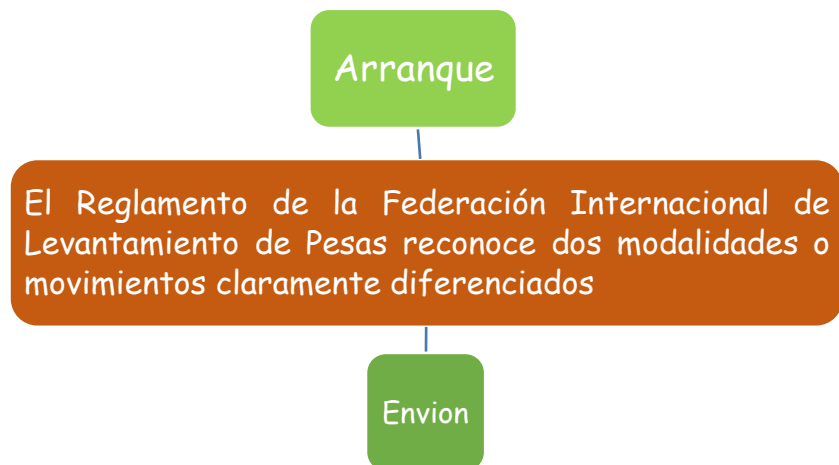 Arranque
El Reglamento de la Federación Internacional de
Levantamiento de Pesas reconoce dos modalidades o
movimientos claramente diferenciados
Envion